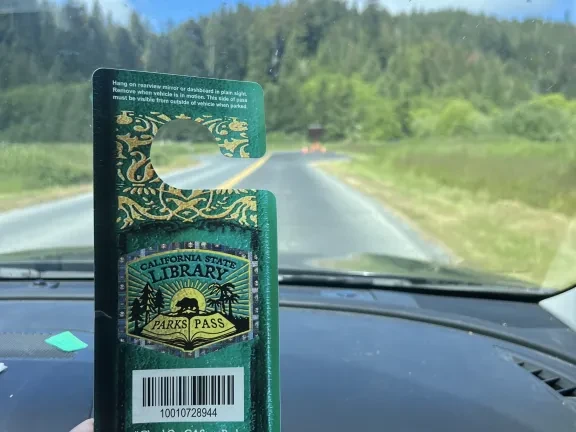 Hang on rearview mirror or dashboard in plain sight.
Remove when vehicle is in motion. This side of pass
must be visible from outside of vehicle when parked.
CALIFORNIA STATE
LIBRARY
PARKS PASS
10010728944